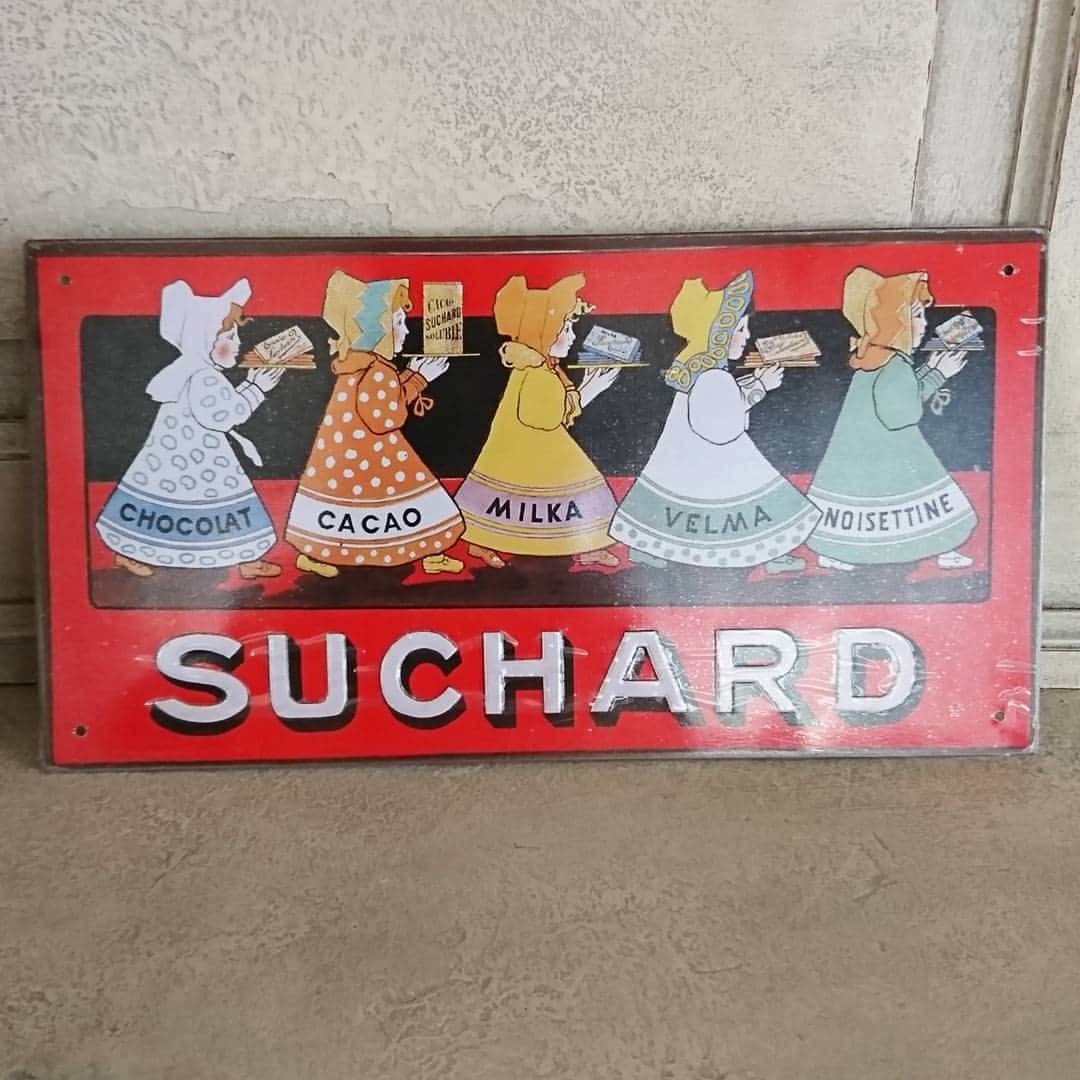 CACAO
SUCHARD
SOLUBLE
CHOCOLAT
CACAO
MILKA
VELMA
NOISETTINE
SUCHARD